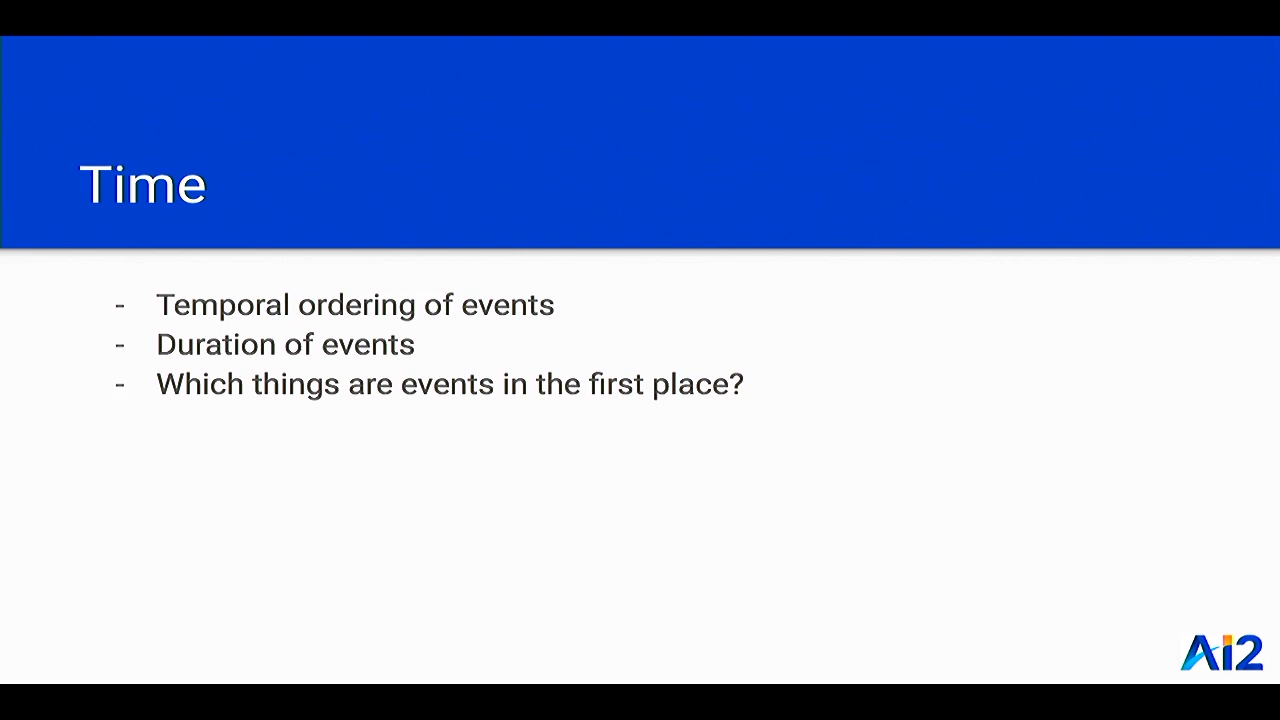 Time
- Temporal ordering of events
- Duration of events
- Which things are events in the first place?
Ai2